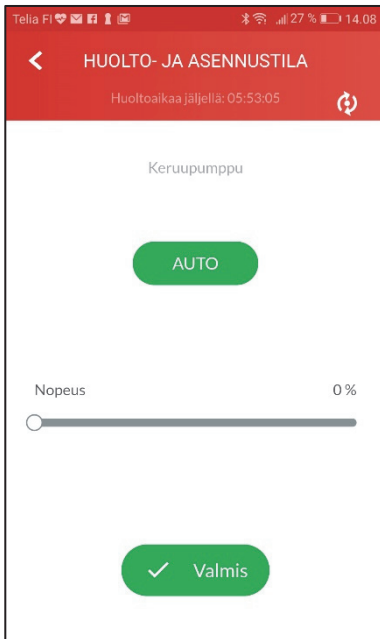 Telia FI 27 % 14.08
HUOLTO- JA ASENNUSTILA
Huoltoaikaa jäljellä: 05:53:05
Keruupumppu
AUTO
Nopeus 0 %
Valmis